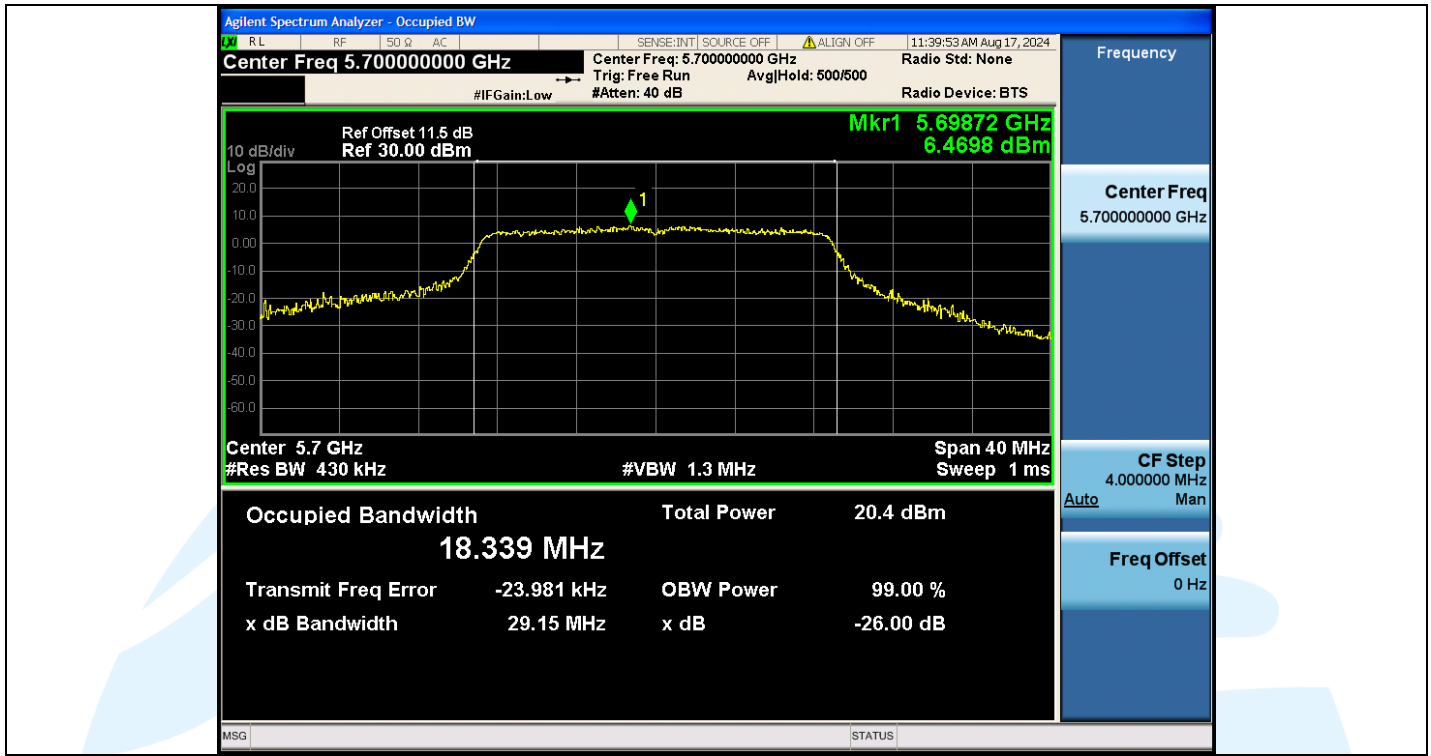 Agilent Spectrum Analyzer - Occupied BW
LXI RL RF 50 Ω AC SENSE:INT SOURCE OFF ALIGN OFF 11:39:53 AM Aug 17, 2024
Center Freq 5.700000000 GHz
Center Freq: 5.700000000 GHz Radio Std: None
Trig: Free Run Avg|Hold: 500/500
#IFGain:Low #Atten: 40 dB Radio Device: BTS
Frequency
Mkr1 5.69872 GHz
6.4698 dBm
Ref Offset 11.5 dB
10 dB/div Ref 30.00 dBm
Log
20.0
10.0
0.00
-10.0
-20.0
-30.0
-40.0
-50.0
-60.0
1
Center 5.7 GHz Span 40 MHz
#Res BW 430 kHz #VBW 1.3 MHz Sweep 1 ms
Center Freq
5.700000000 GHz
CF Step
4.000000 MHz
Auto Man
Freq Offset
0 Hz
Occupied Bandwidth Total Power 20.4 dBm
18.339 MHz
Transmit Freq Error -23.981 kHz OBW Power 99.00 %
x dB Bandwidth 29.15 MHz x dB -26.00 dB
MSG STATUS